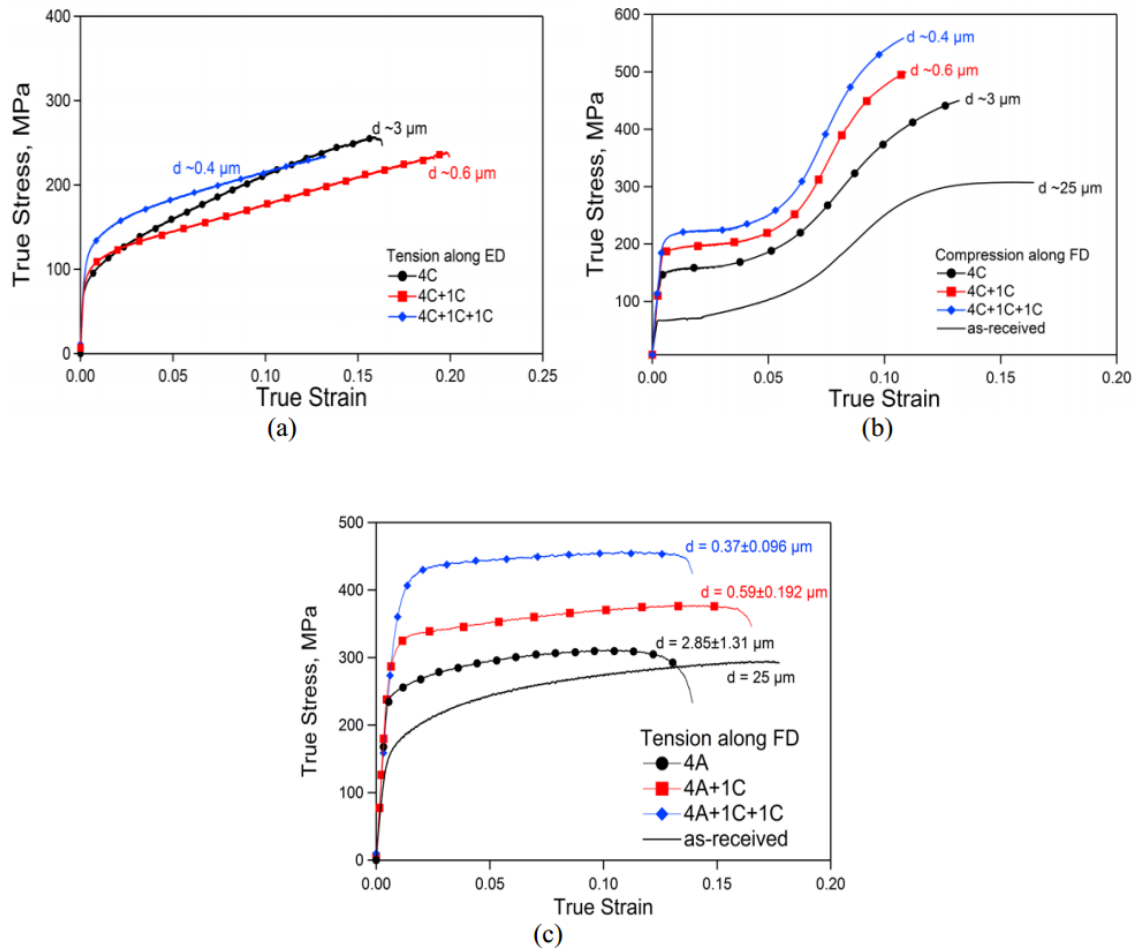 400
300
200
100
0
True Stress, MPa
0.00 0.05 0.10 0.15 0.20 0.25
True Strain
d ~3 µm
d ~0.4 µm
d ~0.6 µm
Tension along ED
4C
4C+1C
4C+1C+1C
(a)
600
500
400
300
200
100
True Stress, MPa
0.00 0.05 0.10 0.15 0.20
True Strain
d ~0.4 µm
d ~0.6 µm
d ~3 µm
d ~25 µm
Compression along FD
4C
4C+1C
4C+1C+1C
as-received
(b)
500
400
300
200
100
0
True Stress, MPa
0.00 0.05 0.10 0.15 0.20
True Strain
d = 0.37±0.096 µm
d = 0.59±0.192 µm
d = 2.85±1.31 µm
d = 25 µm
Tension along FD
4A
4A+1C
4A+1C+1C
as-received
(c)